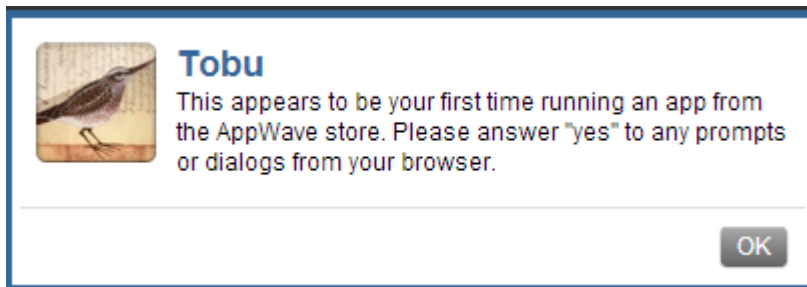 Tobu
This appears to be your first time running an app from
the AppWave store. Please answer "yes" to any prompts
or dialogs from your browser.
OK